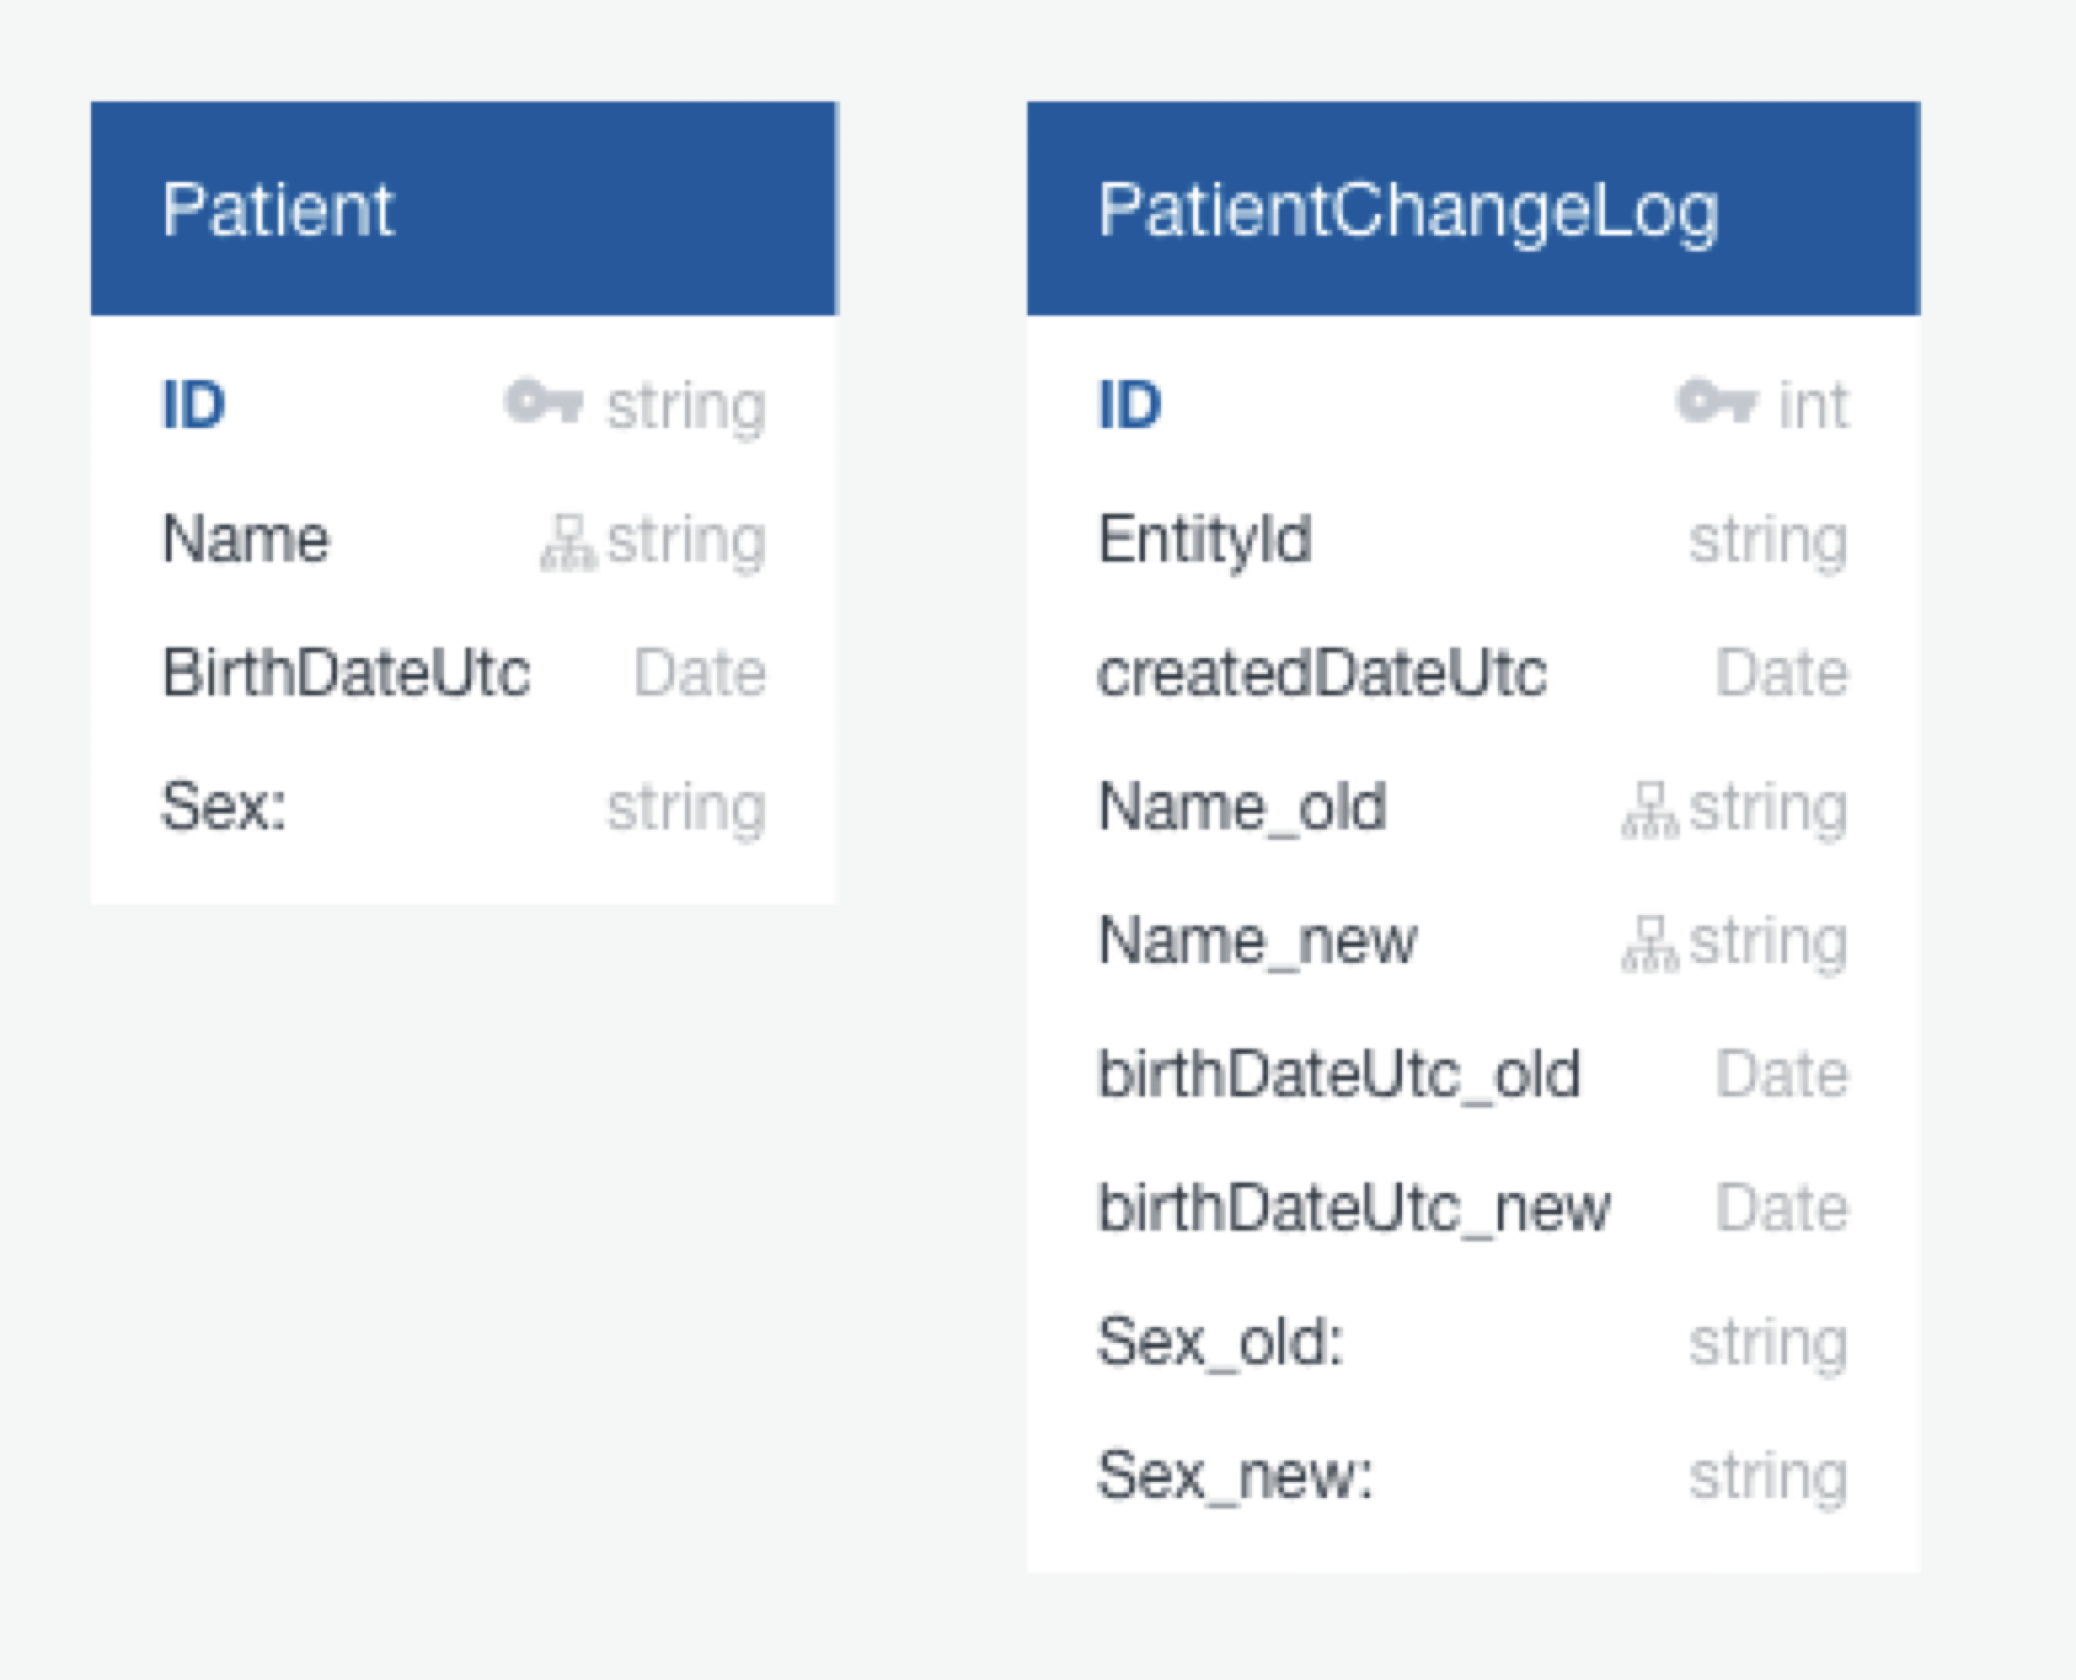 Patient
ID string
Name string
BirthDateUtc Date
Sex: string
PatientChangeLog
ID int
EntityId string
createdDateUtc Date
Name_old string
Name_new string
birthDateUtc_old Date
birthDateUtc_new Date
Sex_old: string
Sex_new: string